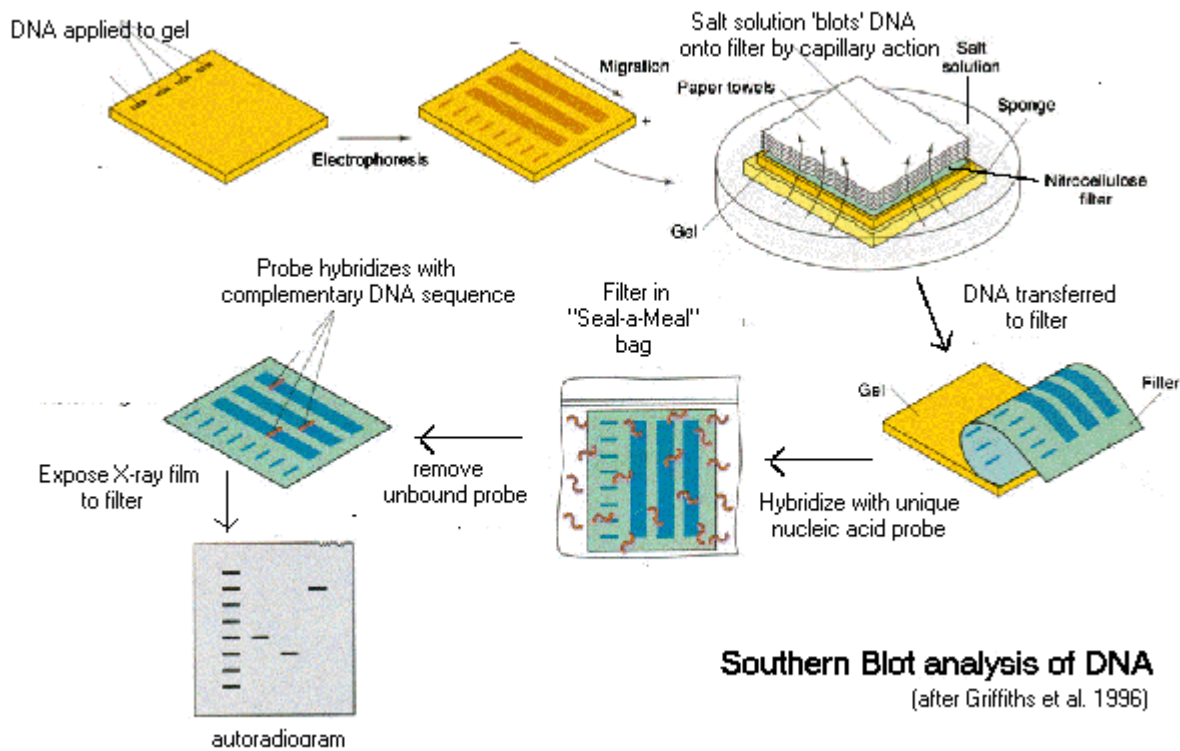 DNA applied to gel
Electrophoresis
Migration
+
Salt solution 'blots' DNA
onto filter by capillary action
Paper towels
Salt
solution
Sponge
Nitrocellulose
filter
Gel
DNA transferred
to filter
Gel
Filter
Hybridize with unique
nucleic acid probe
Filter in
"Seal-a-Meal"
bag
remove
unbound probe
Probe hybridizes with
complementary DNA sequence
Expose X-ray film
to filter
autoradiogram
Southern Blot analysis of DNA
(after Griffiths et al. 1996)